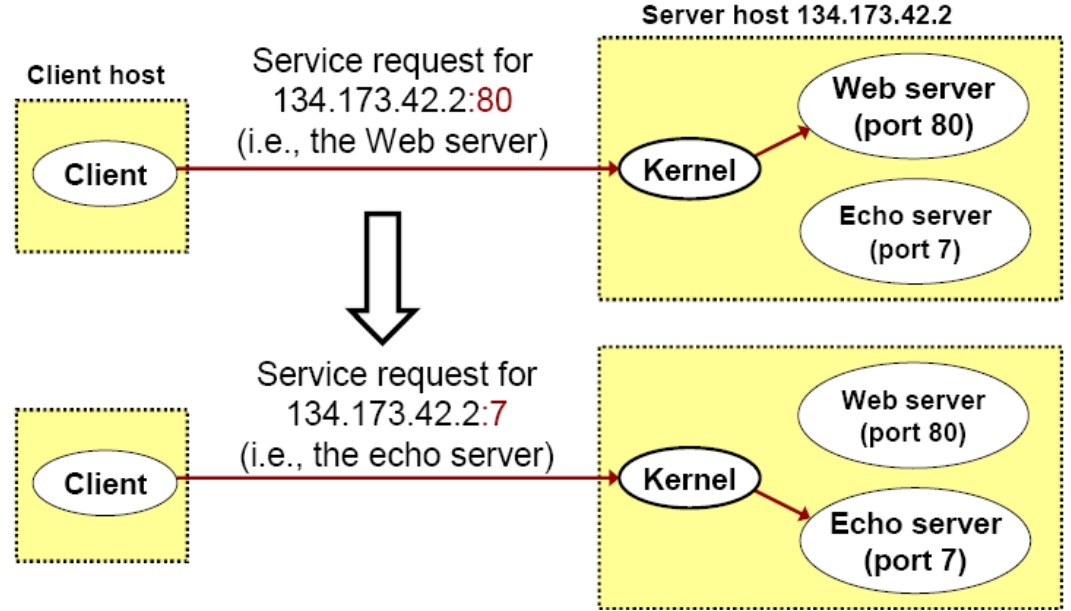 Server host 134.173.42.2
Client host
Service request for
134.173.42.2:80
(i.e., the Web server)
Client
Kernel
Web server
(port 80)
Echo server
(port 7)
Service request for
134.173.42.2:7
(i.e., the echo server)
Client
Kernel
Web server
(port 80)
Echo server
(port 7)